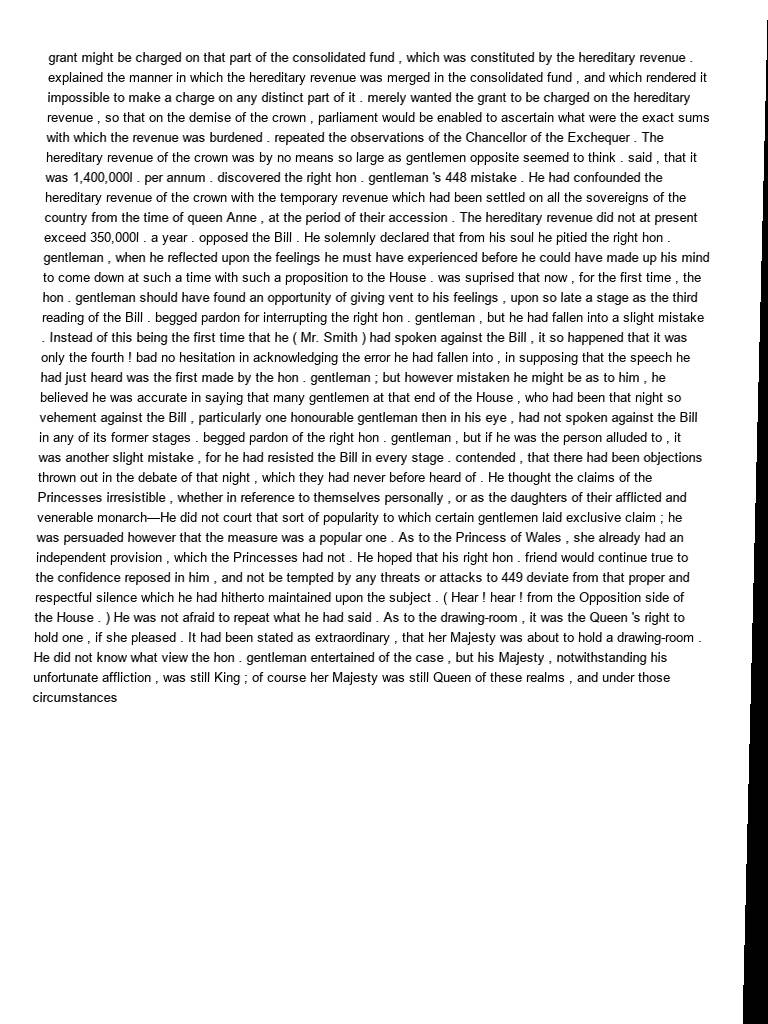 grant might be charged on that part of the consolidated fund , which was constituted by the hereditary revenue .
explained the manner in which the hereditary revenue was merged in the consolidated fund , and which rendered it
impossible to make a charge on any distinct part of it . merely wanted the grant to be charged on the hereditary
revenue , so that on the demise of the crown , parliament would be enabled to ascertain what were the exact sums
with which the revenue was burdened . repeated the observations of the Chancellor of the Exchequer . The
hereditary revenue of the crown was by no means so large as gentlemen opposite seemed to think . said , that it
was 1,400,000l . per annum . discovered the right hon . gentleman 's 448 mistake . He had confounded the
hereditary revenue of the crown with the temporary revenue which had been settled on all the sovereigns of the
country from the time of queen Anne , at the period of their accession . The hereditary revenue did not at present
exceed 350,000l . a year . opposed the Bill . He solemnly declared that from his soul he pitied the right hon .
gentleman , when he reflected upon the feelings he must have experienced before he could have made up his mind
to come down at such a time with such a proposition to the House . was suprised that now , for the first time , the
hon . gentleman should have found an opportunity of giving vent to his feelings , upon so late a stage as the third
reading of the Bill . begged pardon for interrupting the right hon . gentleman , but he had fallen into a slight mistake
. Instead of this being the first time that he ( Mr. Smith ) had spoken against the Bill , it so happened that it was
only the fourth ! bad no hesitation in acknowledging the error he had fallen into , in supposing that the speech he
had just heard was the first made by the hon . gentleman ; but however mistaken he might be as to him , he
believed he was accurate in saying that many gentlemen at that end of the House , who had been that night so
vehement against the Bill , particularly one honourable gentleman then in his eye , had not spoken against the Bill
in any of its former stages . begged pardon of the right hon . gentleman , but if he was the person alluded to , it
was another slight mistake , for he had resisted the Bill in every stage . contended , that there had been objections
thrown out in the debate of that night , which they had never before heard of . He thought the claims of the
Princesses irresistible , whether in reference to themselves personally , or as the daughters of their afflicted and
venerable monarch—He did not court that sort of popularity to which certain gentlemen laid exclusive claim ; he
was persuaded however that the measure was a popular one . As to the Princess of Wales , she already had an
independent provision , which the Princesses had not . He hoped that his right hon . friend would continue true to
the confidence reposed in him , and not be tempted by any threats or attacks to 449 deviate from that proper and
respectful silence which he had hitherto maintained upon the subject . ( Hear ! hear ! from the Opposition side of
the House . ) He was not afraid to repeat what he had said . As to the drawing-room , it was the Queen 's right to
hold one , if she pleased . It had been stated as extraordinary , that her Majesty was about to hold a drawing-room .
He did not know what view the hon . gentleman entertained of the case , but his Majesty , notwithstanding his
unfortunate affliction , was still King ; of course her Majesty was still Queen of these realms , and under those
circumstances